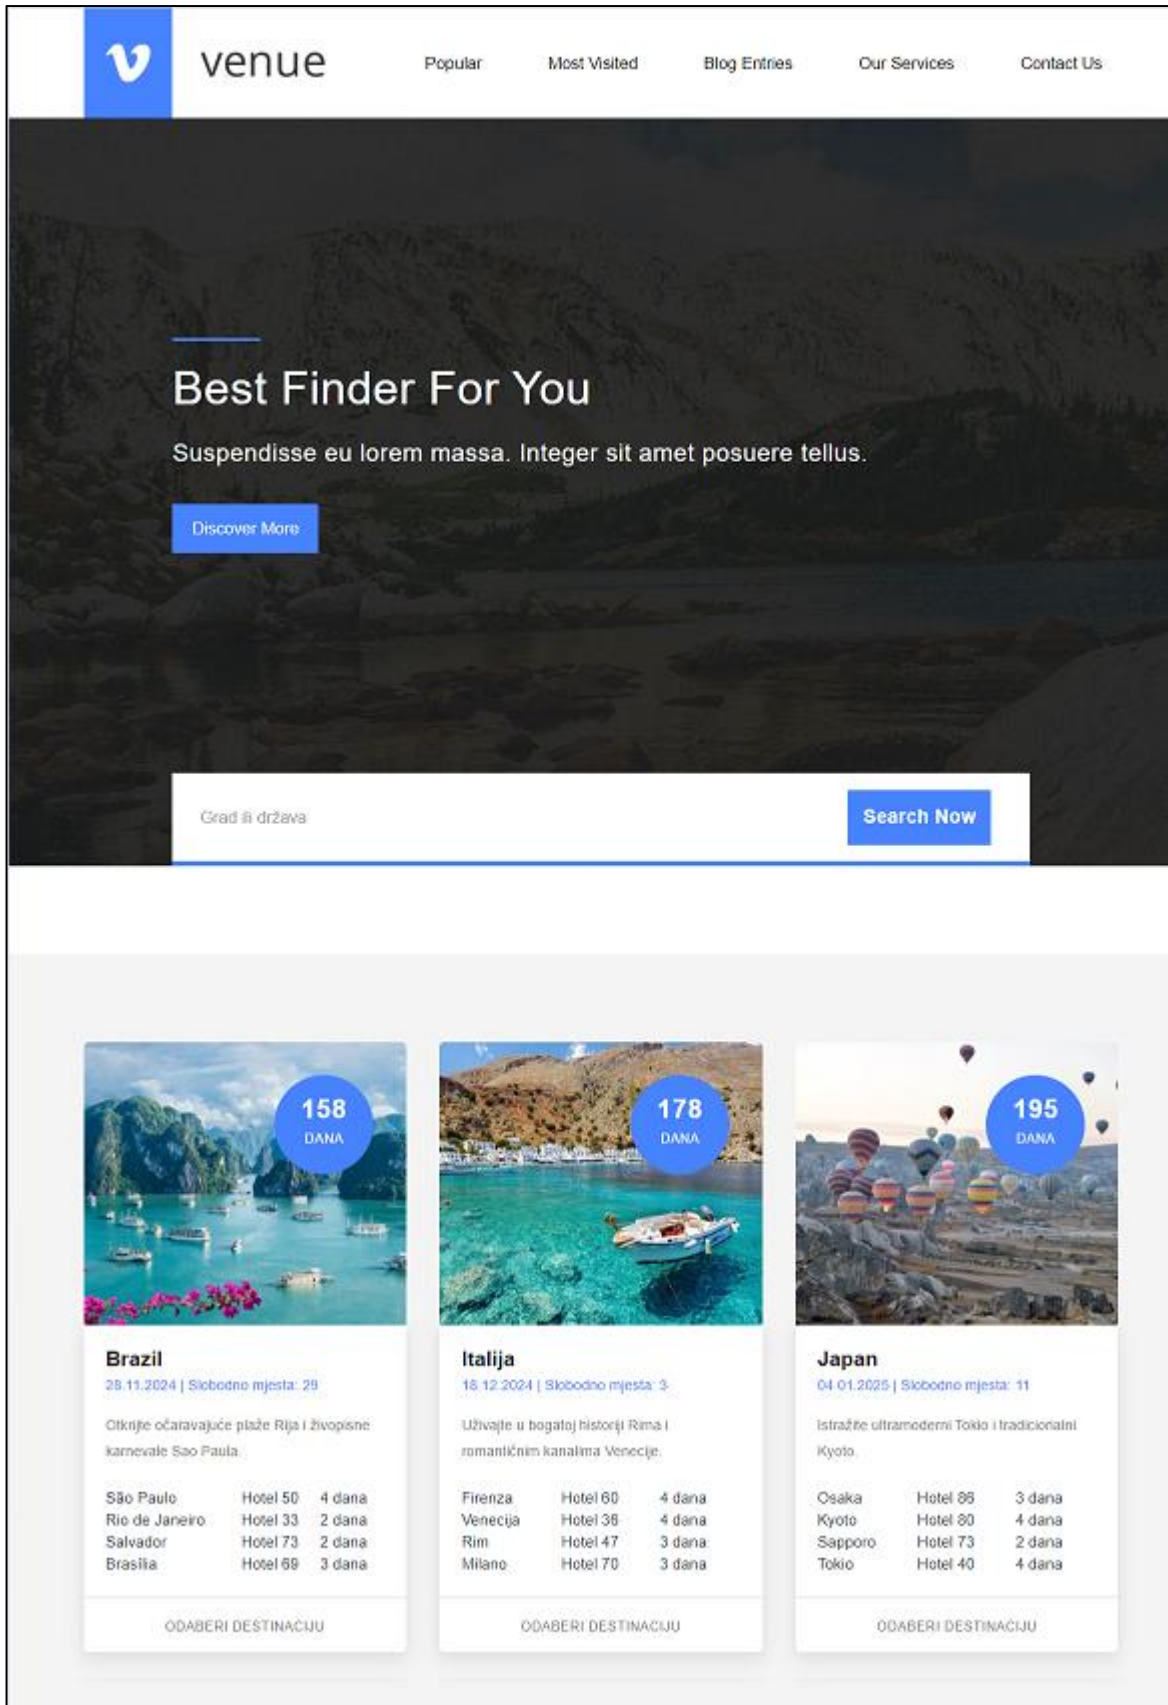 venue
Popular Most Visited Blog Entries Our Services Contact Us
Best Finder For You
Suspendisse eu lorem massa. Integer sit amet posuere tellus.
Discover More
Grad ili država
Search Now
158
DANA
Brazil
28.11.2024 | Slobodno mjesta: 29
Otkrijte očaravajuće plaže Rija i živopisne
karnevale Sao Paula.
São Paulo Hotel 50 4 dana
Rio de Janeiro Hotel 33 2 dana
Salvador Hotel 73 2 dana
Brasilia Hotel 69 3 dana
ODABERI DESTINACIJU
178
DANA
Italija
18.12.2024 | Slobodno mjesta: 3
Uživajte u bogatoj historiji Rima i
romantičnim kanalima Venecije.
Firenza Hotel 60 4 dana
Venecija Hotel 36 4 dana
Rim Hotel 47 3 dana
Milano Hotel 70 3 dana
ODABERI DESTINACIJU
195
DANA
Japan
04.01.2025 | Slobodno mjesta: 11
Istražite ultramoderni Tokio i tradicionalni
Kyoto.
Osaka Hotel 86 3 dana
Kyoto Hotel 80 4 dana
Sapporo Hotel 73 2 dana
Tokio Hotel 40 4 dana
ODABERI DESTINACIJU